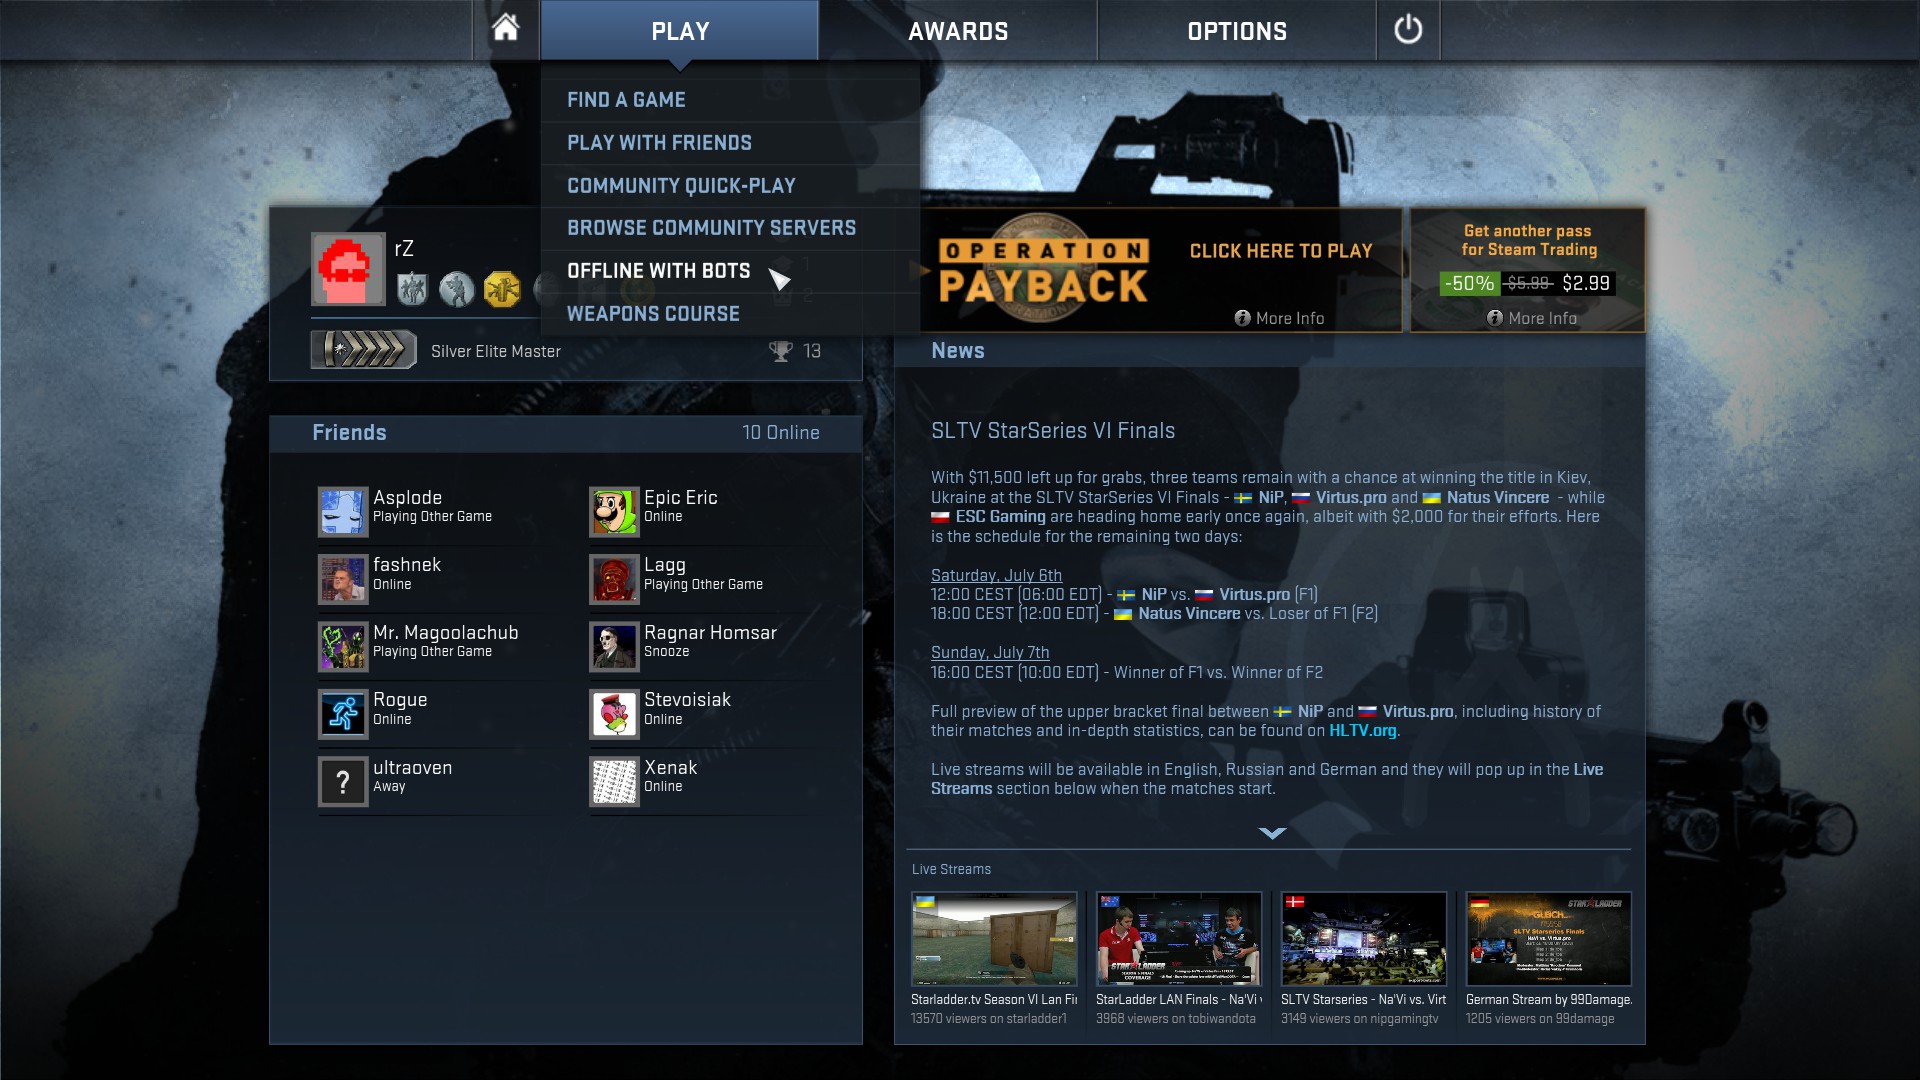 PLAY
AWARDS
OPTIONS
FIND A GAME
PLAY WITH FRIENDS
COMMUNITY QUICK-PLAY
BROWSE COMMUNITY SERVERS
OFFLINE WITH BOTS
WEAPONS COURSE
rZ
Silver Elite Master
13
Friends
10 Online
Asplode
Playing Other Game
Epic Eric
Online
fashnek
Online
Lagg
Playing Other Game
Mr. Magoolachub
Playing Other Game
Ragnar Homsar
Snooze
Rogue
Online
Stevoisiak
Online
?
ultraoven
Away
Xenak
Online
OPERATION
PAYBACK
CLICK HERE TO PLAY
More Info
Get another pass
for Steam Trading
-50% $5.99 $2.99
More Info
News
SLTV StarSeries VI Finals
With $11,500 left up for grabs, three teams remain with a chance at winning the title in Kiev,
Ukraine at the SLTV StarSeries VI Finals - NiP, Virtus.pro and Natus Vincere - while
ESC Gaming are heading home early once again, albeit with $2,000 for their efforts. Here
is the schedule for the remaining two days:
Saturday, July 6th
12:00 CEST (06:00 EDT) - NiP vs. Virtus.pro (F1)
18:00 CEST (12:00 EDT) - Natus Vincere vs. Loser of F1 (F2)
Sunday, July 7th
16:00 CEST (10:00 EDT) - Winner of F1 vs. Winner of F2
Full preview of the upper bracket final between NiP and Virtus.pro, including history of
their matches and in-depth statistics, can be found on HLTV.org.
Live streams will be available in English, Russian and German and they will pop up in the Live
Streams section below when the matches start.
Live Streams
STARLADDER
COVERAGE
STARLADDER
GLEICH...
SLTV Starseries Finals
NaVi vs. Virtus.pro
Starladder.tv Season VI Lan Fi
13570 viewers on starladder1
StarLadder LAN Finals - Na'Vi v
3968 viewers on tobiwandota
SLTV Starseries - Na'Vi vs. Virt
3149 viewers on nipgamingtv
German Stream by 99Damage.
1205 viewers on 99damage